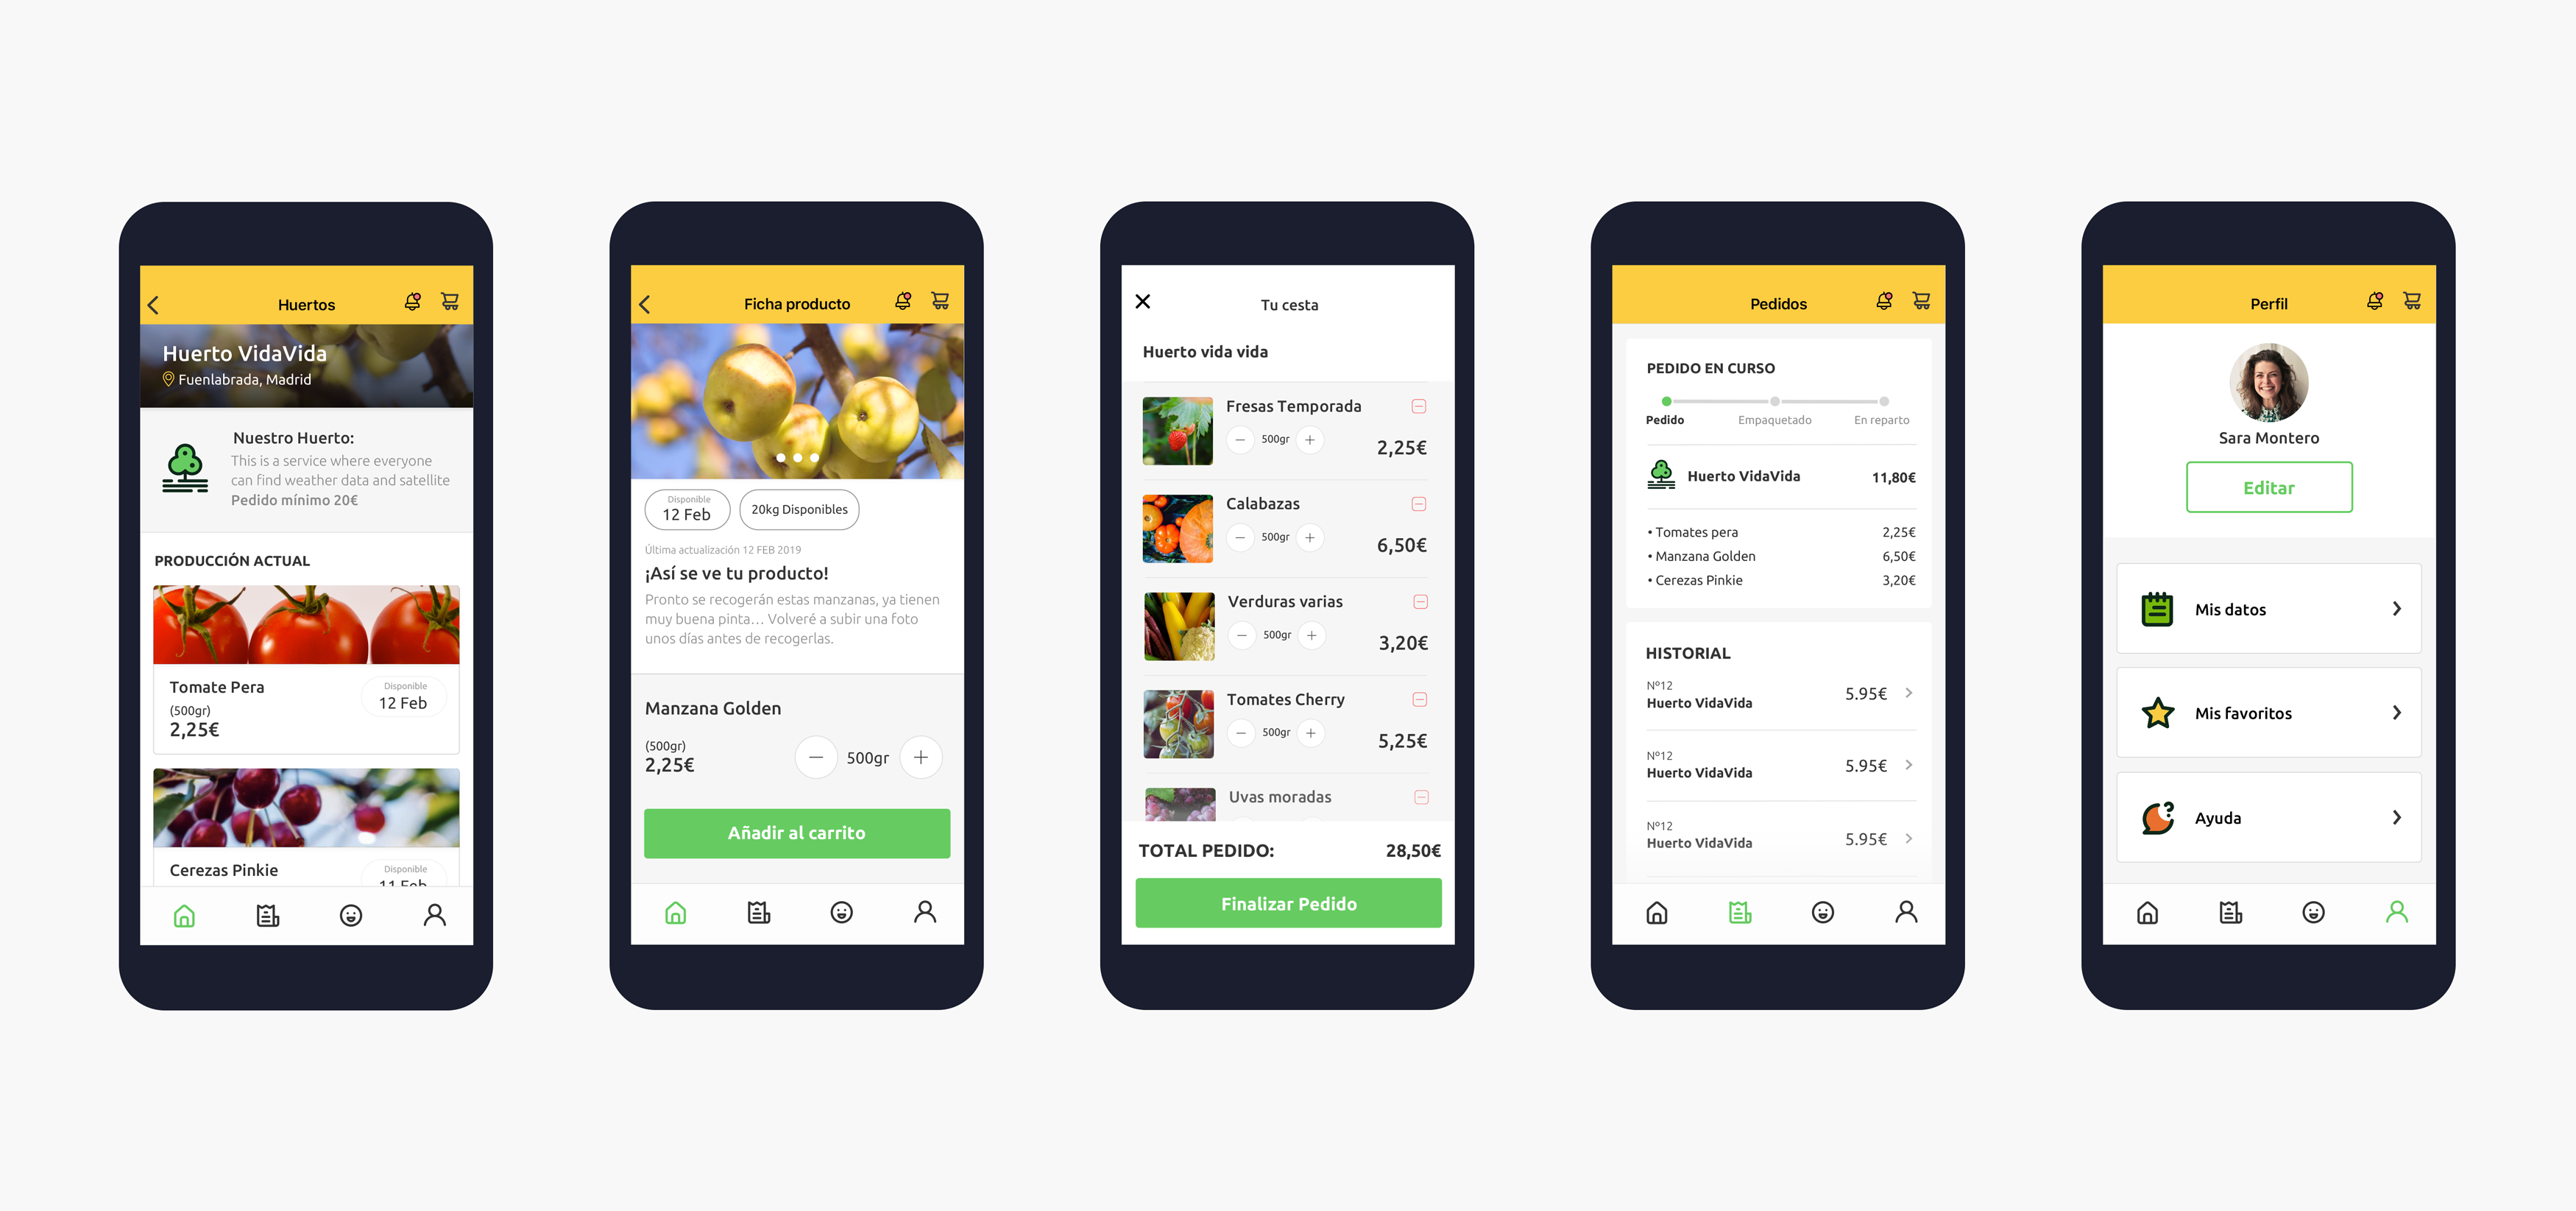 Huertos
Huerto VidaVida
Fuenlabrada, Madrid
Nuestro Huerto:
This is a service where everyone
can find weather data and satellite
Pedido mínimo 20€
PRODUCCIÓN ACTUAL
Tomate Pera
(500gr)
2,25€
Disponible
12 Feb
Cerezas Pinkie
Disponible
11 Feb
Ficha producto
Disponible
12 Feb
20kg Disponibles
Última actualización 12 FEB 2019
¡Así se ve tu producto!
Pronto se recogerán estas manzanas, ya tienen
muy buena pinta... Volveré a subir una foto
unos días antes de recogerlas.
Manzana Golden
(500gr)
2,25€
500gr
Añadir al carrito
Tu cesta
Huerto vida vida
Fresas Temporada
500gr
2,25€
Calabazas
500gr
6,50€
Verduras varias
500gr
3,20€
Tomates Cherry
500gr
5,25€
Uvas moradas
TOTAL PEDIDO: 28,50€
Finalizar Pedido
Pedidos
PEDIDO EN CURSO
Pedido Empaquetado En reparto
Huerto VidaVida 11,80€
• Tomates pera 2,25€
• Manzana Golden 6,50€
• Cerezas Pinkie 3,20€
HISTORIAL
Nº12
Huerto VidaVida 5.95€
Nº12
Huerto VidaVida 5.95€
Nº12
Huerto VidaVida 5.95€
Perfil
Sara Montero
Editar
Mis datos
Mis favoritos
Ayuda